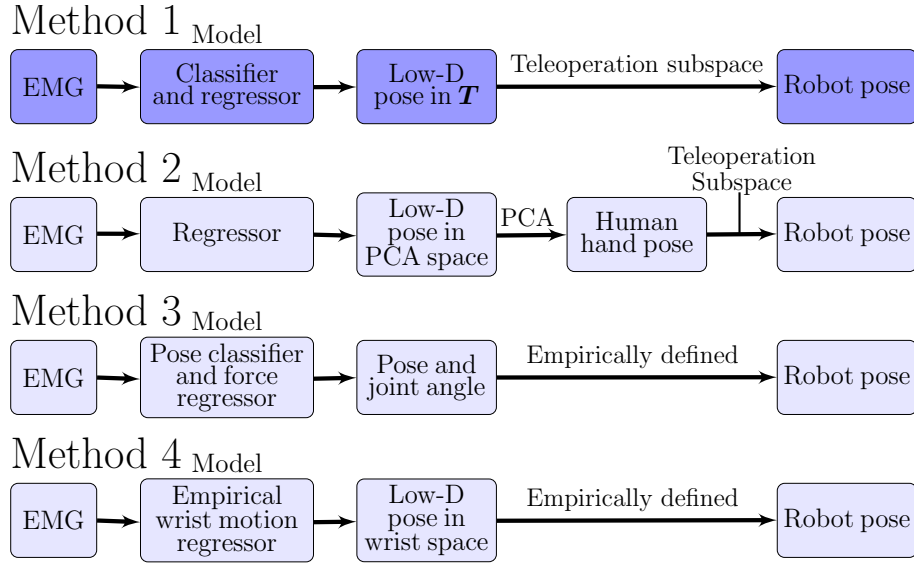 Method 1
Model
EMG
Classifier
and regressor
Low-D
pose in T
Teleoperation subspace
Robot pose
Method 2
Model
EMG
Regressor
Low-D
pose in
PCA space
PCA
Human
hand pose
Teleoperation
Subspace
Robot pose
Method 3
Model
EMG
Pose classifier
and force
regressor
Pose and
joint angle
Empirically defined
Robot pose
Method 4
Model
EMG
Empirical
wrist motion
regressor
Low-D
pose in
wrist space
Empirically defined
Robot pose